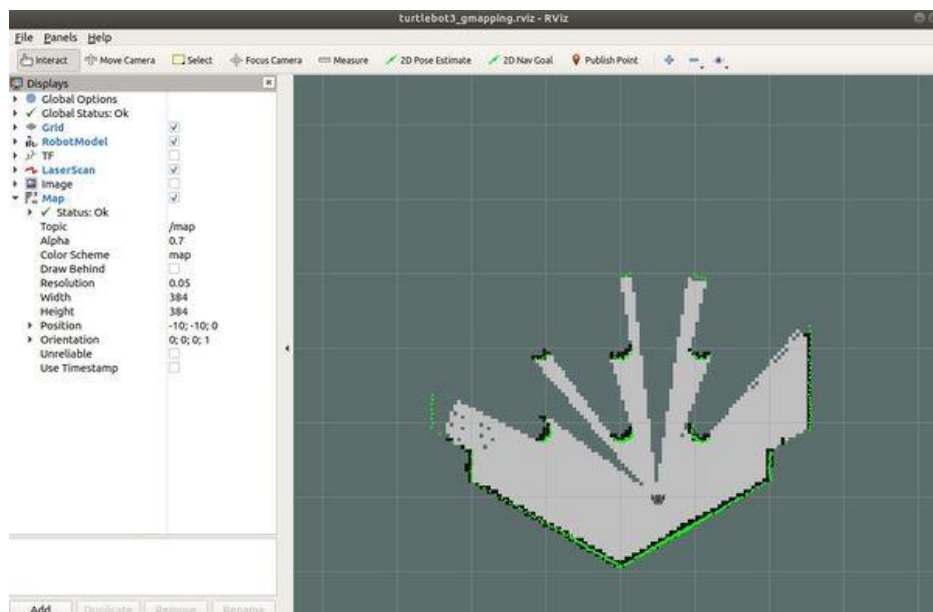 turtlebot3_gmapping.rviz - RViz
File Panels Help
Interact Move Camera Select Focus Camera Measure 2D Pose Estimate 2D Nav Goal Publish Point
Displays
Global Options
Global Status: Ok
Grid
RobotModel
TF
LaserScan
Image
Map
Status: Ok
Topic /map
Alpha 0.7
Color Scheme map
Draw Behind
Resolution 0.05
Width 384
Height 384
Position -10; -10; 0
Orientation 0; 0; 0; 1
Unreliable
Use Timestamp
Add Duplicate Remove Rename